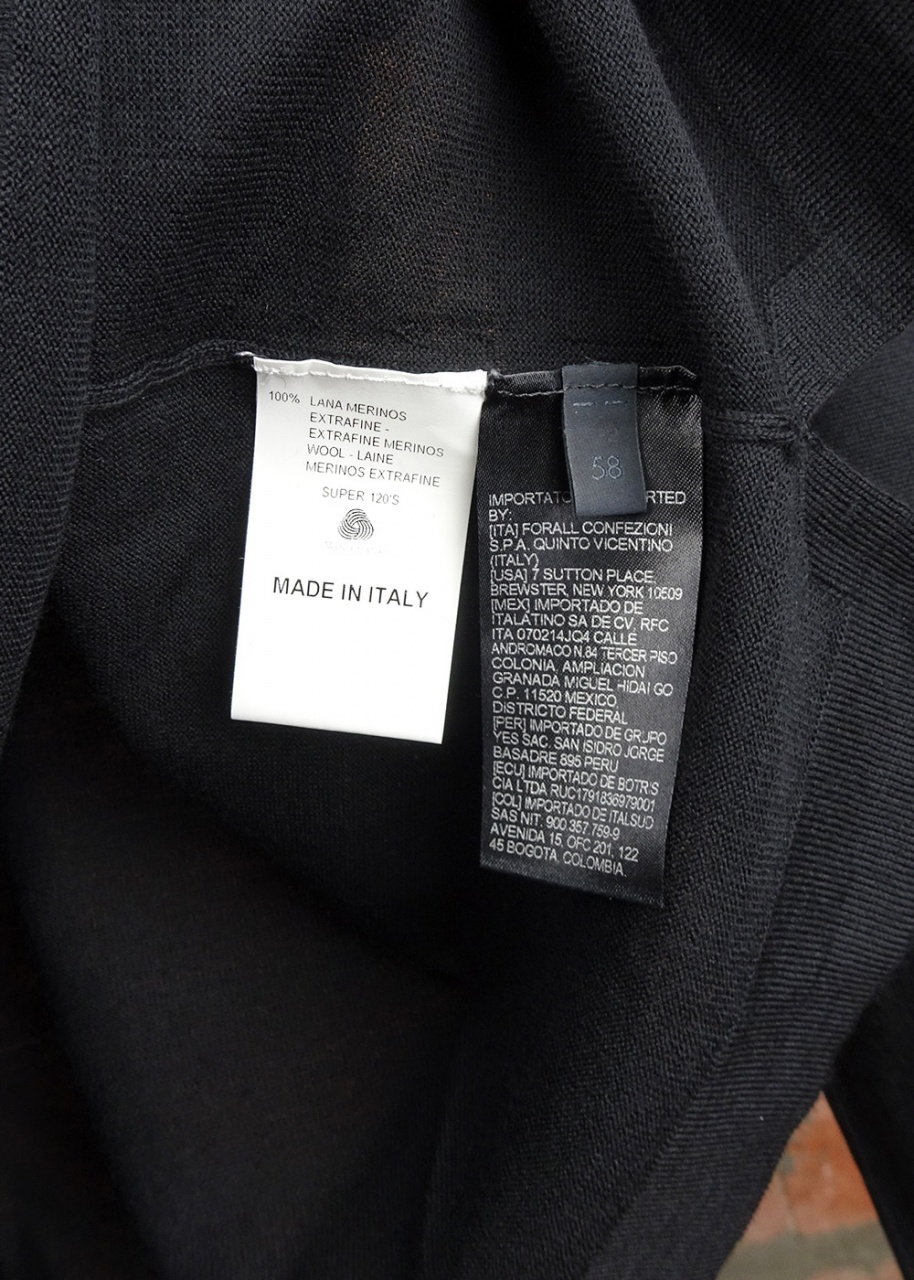 100% LANA MERINOS
EXTRAFINE -
EXTRAFINE MERINOS
WOOL - LAINE
MERINOS EXTRAFINE
SUPER 120'S
MADE IN ITALY
58
BY:
[ITA] FORALL CONFEZIONI
S.P.A. QUINTO VICENTINO
(ITALY)
[USA] 7 SUTTON PLACE,
BREWSTER, NEW YORK 10509
[MEX] IMPORTADO DE
ITALATINO SA DE CV, RFC
ITA 070214JQ4 CALLE
ANDROMACO N.84 TERCER PISO
COLONIA, AMPLIACION
GRANADA MIGUEL HIDALGO
C.P. 11520 MEXICO,
DISTRICTO FEDERAL
[PER] IMPORTADO DE GRUPO
YES SAC. SAN ISIDRO JORGE
BASADRE 895 PERU
[ECU] IMPORTADO DE BOTRIS
CIA LTDA RUC1791836979001
[COL] IMPORTADO DE ITALSUD
SAS NIT: 900.357.759-9
AVENIDA 15, OFC 201, 122
45 BOGOTA, COLOMBIA.